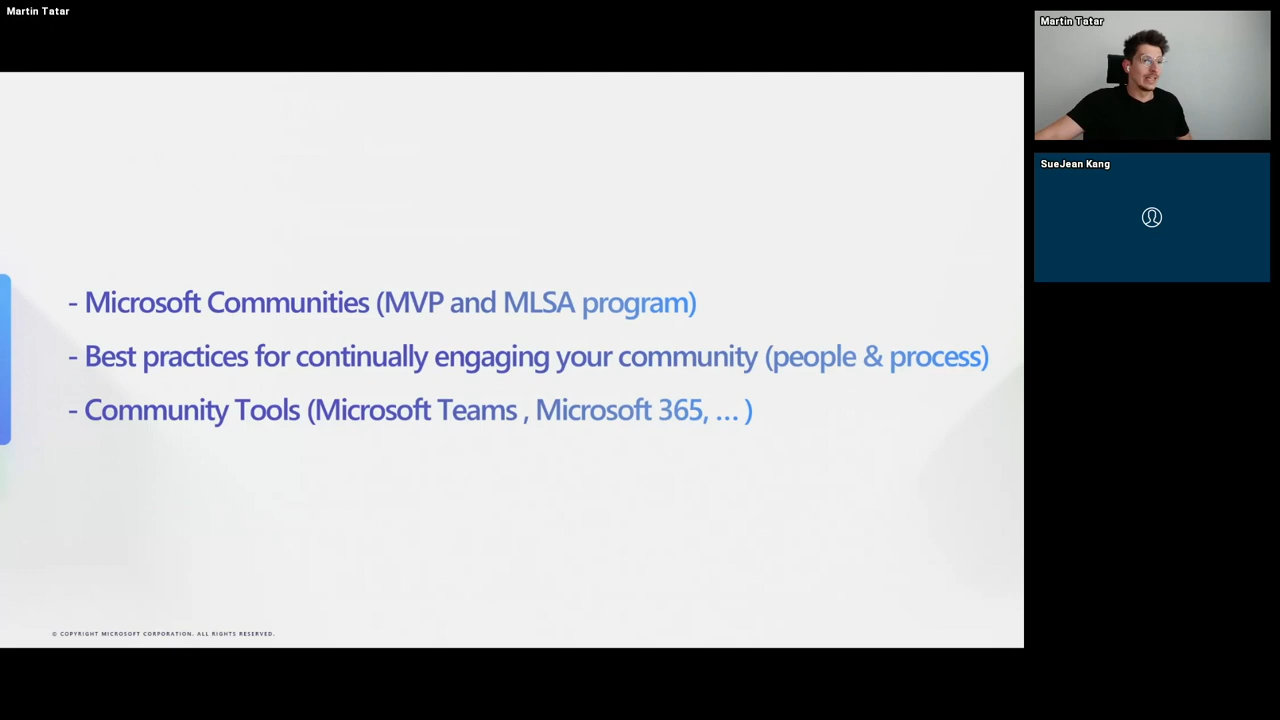 Martin Tatar
Martin Tatar
SueJean Kang
- Microsoft Communities (MVP and MLSA program)
- Best practices for continually engaging your community (people & process)
- Community Tools (Microsoft Teams , Microsoft 365, ... )
© COPYRIGHT MICROSOFT CORPORATION. ALL RIGHTS RESERVED.